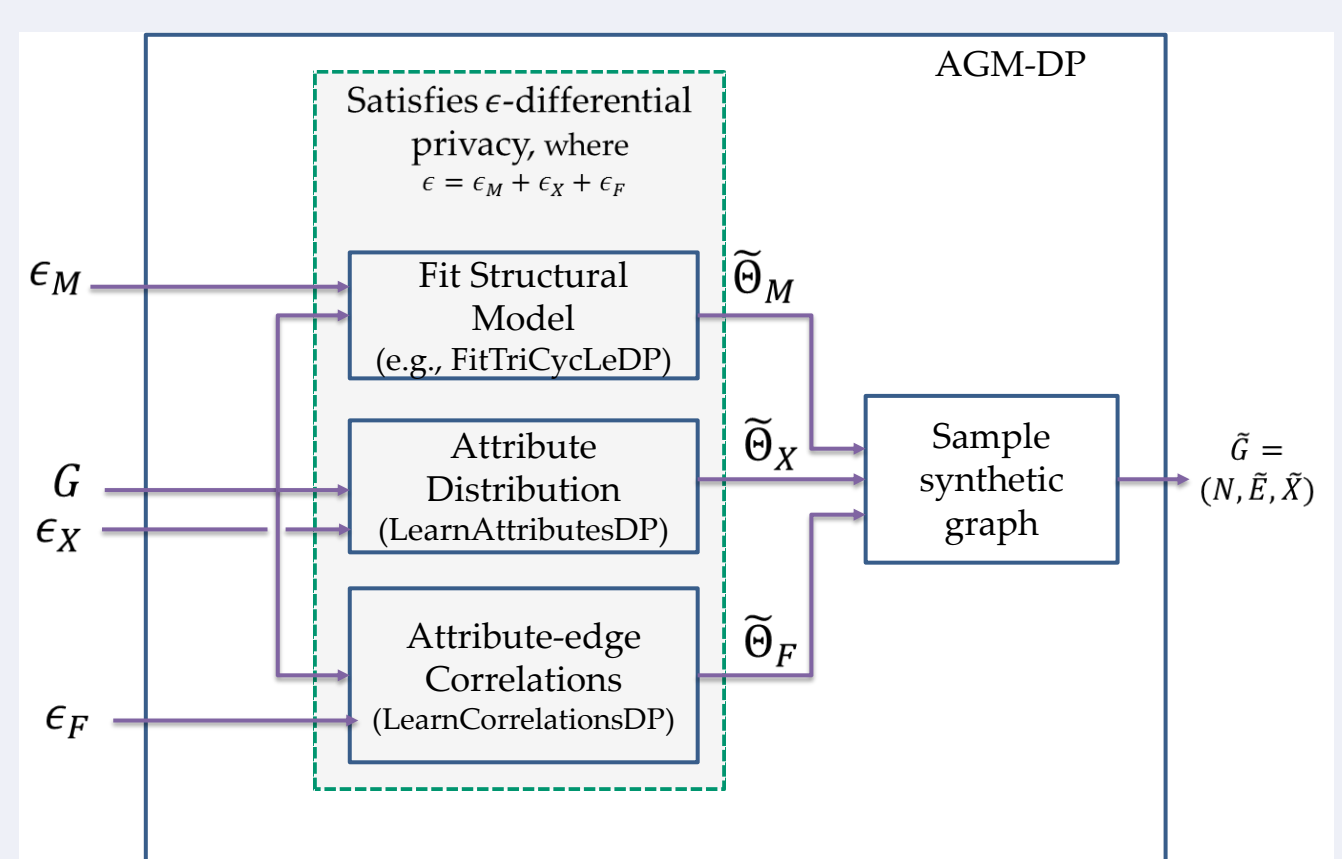 AGM-DP
Satisfies ϵ-differential
privacy, where
ϵ = ϵ_M + ϵ_X + ϵ_F
ϵ_M
Fit Structural
Model
(e.g., FitTriCycLeDP)
Θ̃_M
G
ϵ_X
Attribute
Distribution
(LearnAttributesDP)
Θ̃_X
Sample
synthetic
graph
G̃ =
(N, Ẽ, X̃)
Attribute-edge
Correlations
(LearnCorrelationsDP)
Θ̃_F
ϵ_F